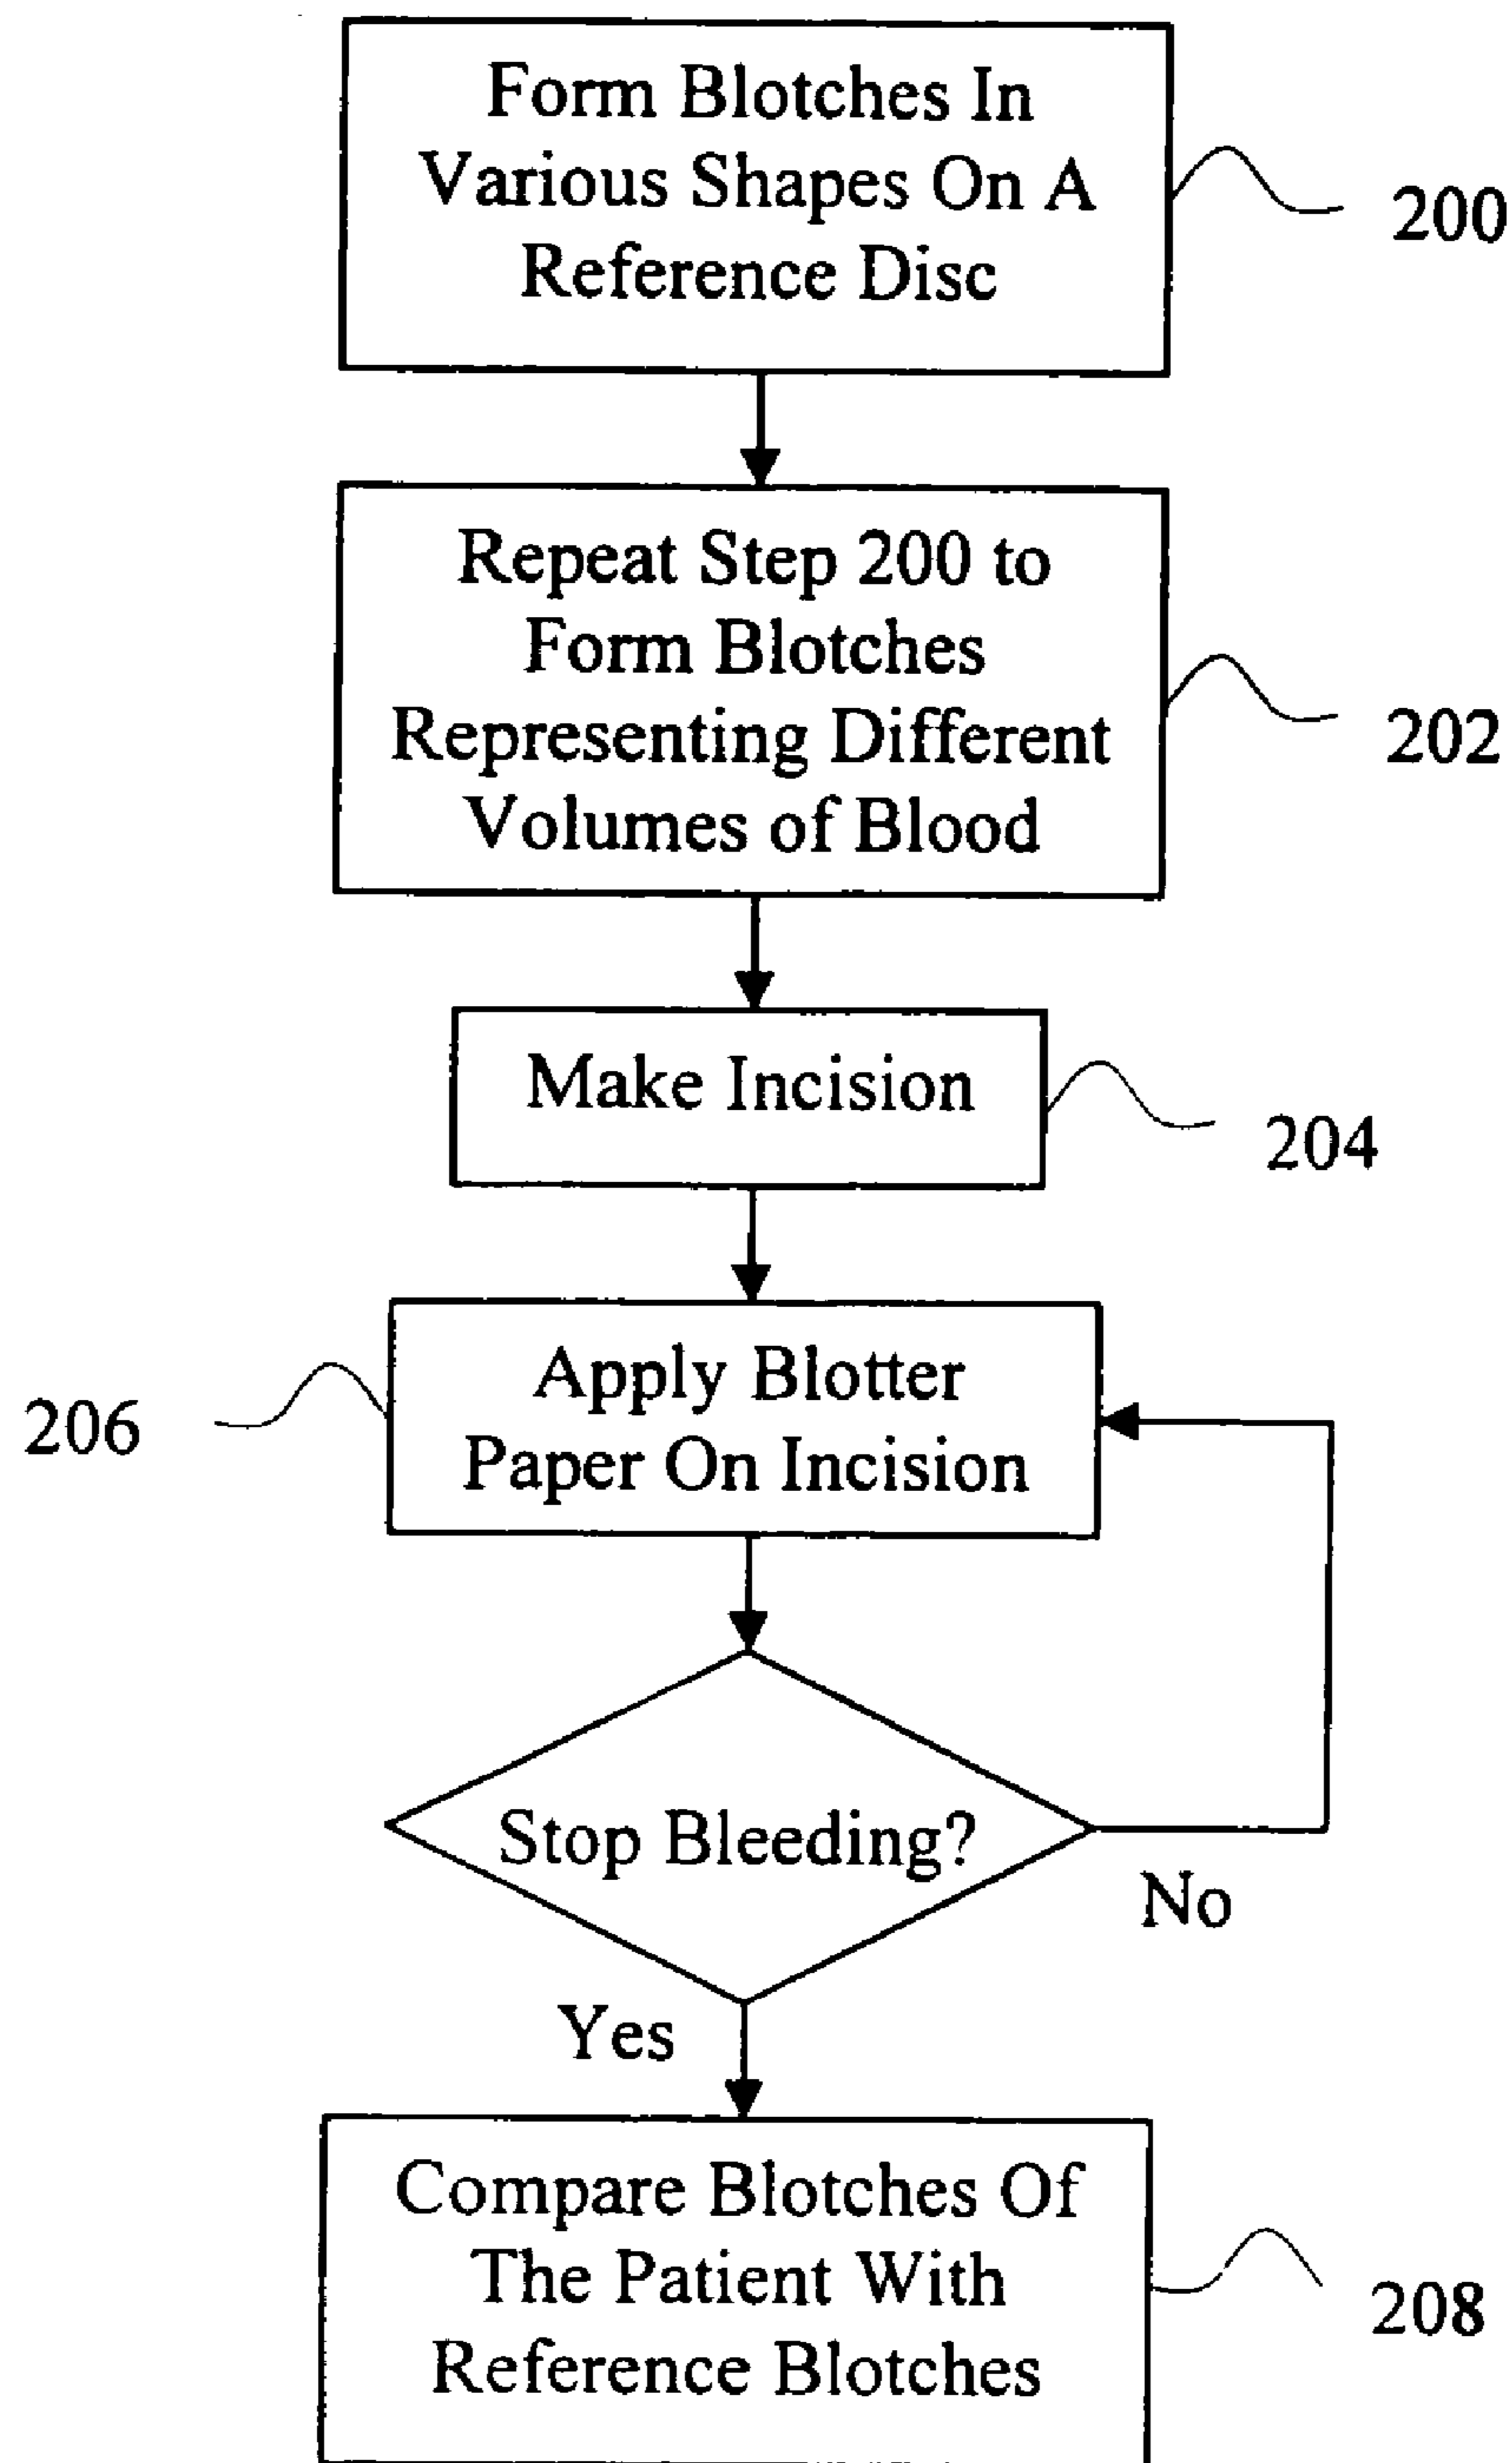 Form Blotches In
Various Shapes On A
Reference Disc
200
Repeat Step 200 to
Form Blotches
Representing Different
Volumes of Blood
202
Make Incision
204
Apply Blotter
Paper On Incision
206
Stop Bleeding?
No
Yes
Compare Blotches Of
The Patient With
Reference Blotches
208